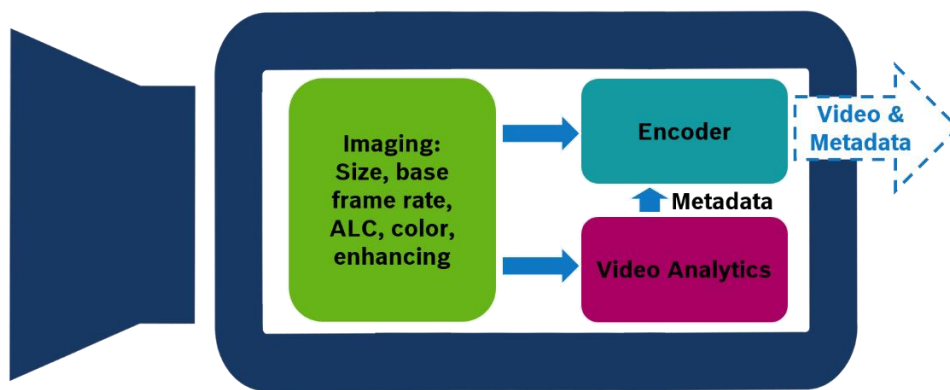 Imaging:
Size, base
frame rate,
ALC, color,
enhancing
Encoder
Video &
Metadata
Metadata
Video Analytics